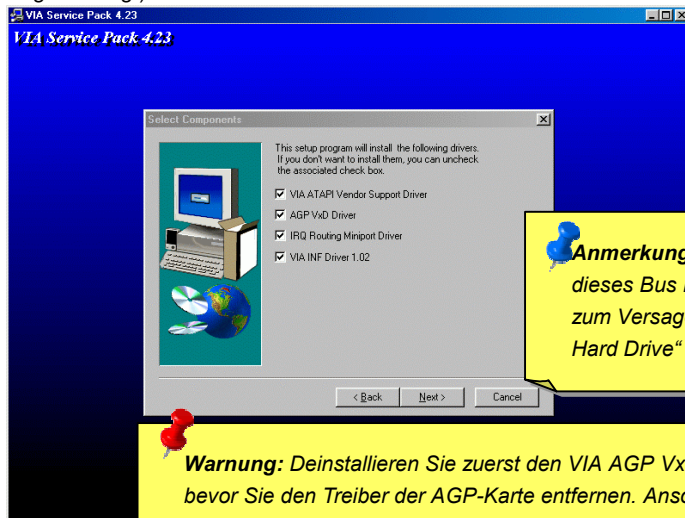 VIA Service Pack 4.23
VIA Service Pack 4.23
Select Components
This setup program will install the following drivers.
If you don't want to install them, you can uncheck
the associated check box.
VIA ATAPI Vendor Support Driver
AGP VxD Driver
IRQ Routing Miniport Driver
VIA INF Driver 1.02
< Back Next > Cancel
Anmerkung
dieses Bus
zum Versag
Hard Drive“
Warnung: Deinstallieren Sie zuerst den VIA AGP Vx
bevor Sie den Treiber der AGP-Karte entfernen. Ansc